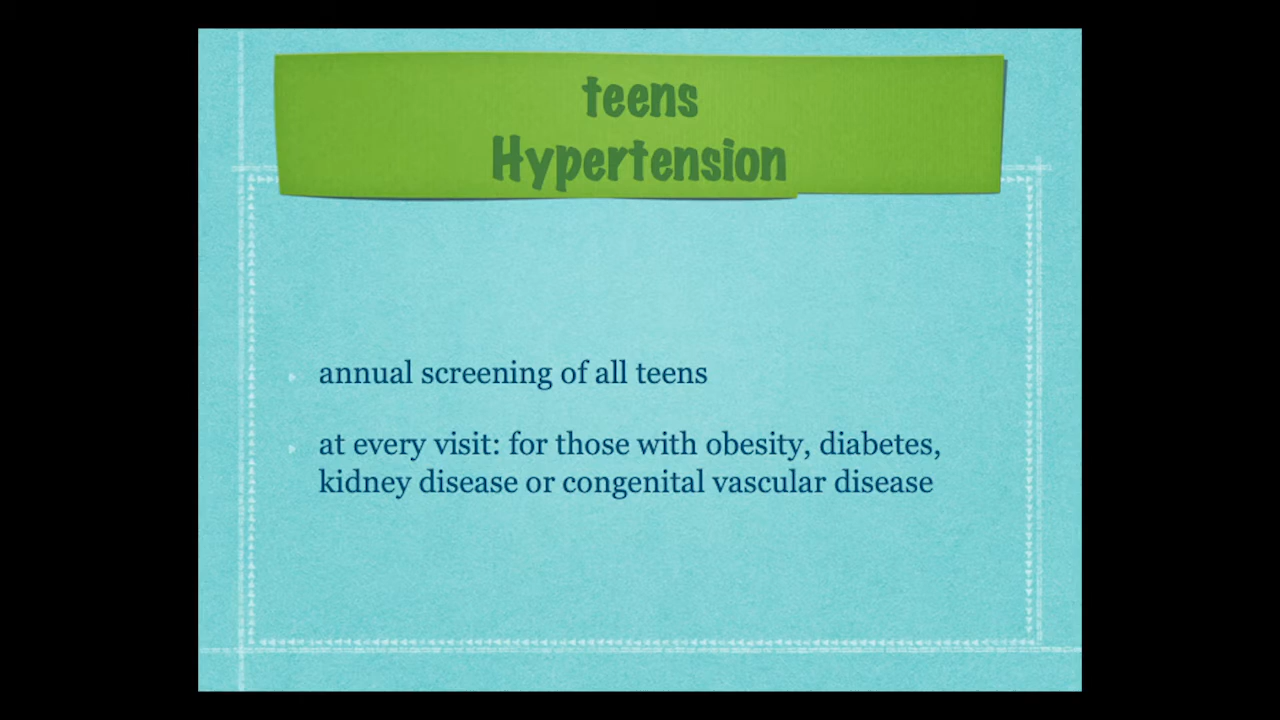 teens
Hypertension
annual screening of all teens
at every visit: for those with obesity, diabetes,
kidney disease or congenital vascular disease